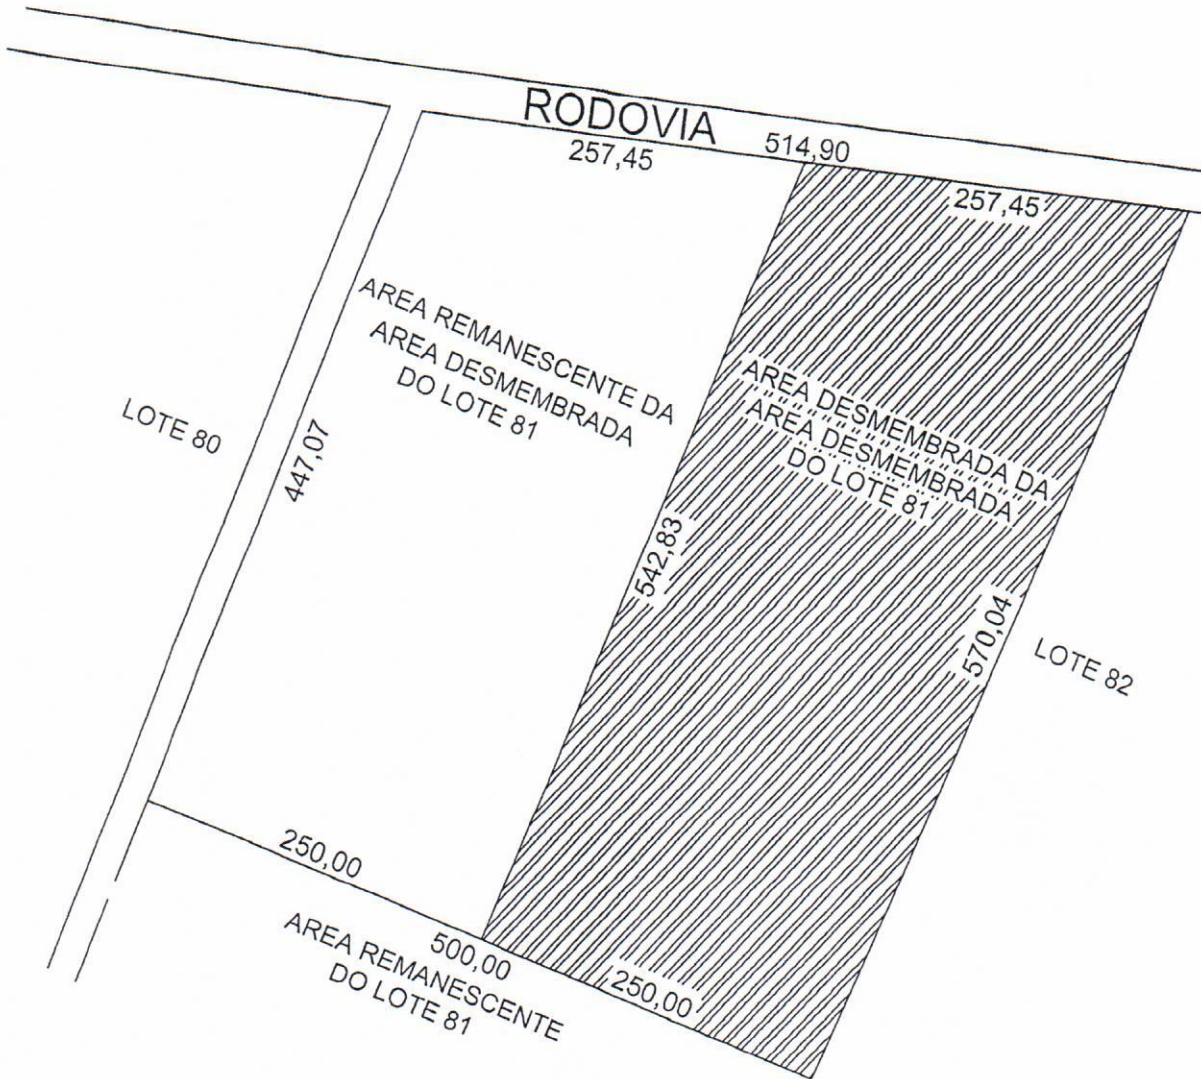 RODOVIA
514,90
257,45
257,45
AREA REMANESCENTE DA
AREA DESMEMBRADA
DO LOTE 81
AREA DESMEMBRADA DA
AREA DESMEMBRADA
DO LOTE 81
LOTE 80
447,07
542,83
570,04
LOTE 82
250,00
500,00
250,00
AREA REMANESCENTE
DO LOTE 81